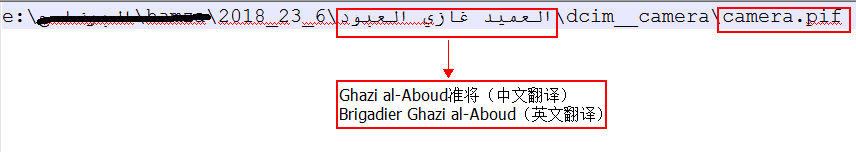 e:\ \hamza\2018_23_6\العميد غازي العبود\dcim__camera\camera.pif
Ghazi al-Aboud准将（中文翻译）
Brigadier Ghazi al-Aboud（英文翻译）